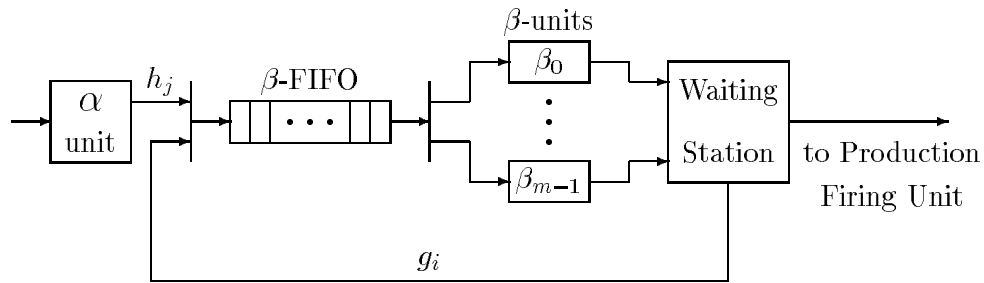 β-units
h_j
β-FIFO
β_0
α
unit
Waiting
Station
β_{m−1}
to Production
Firing Unit
g_i